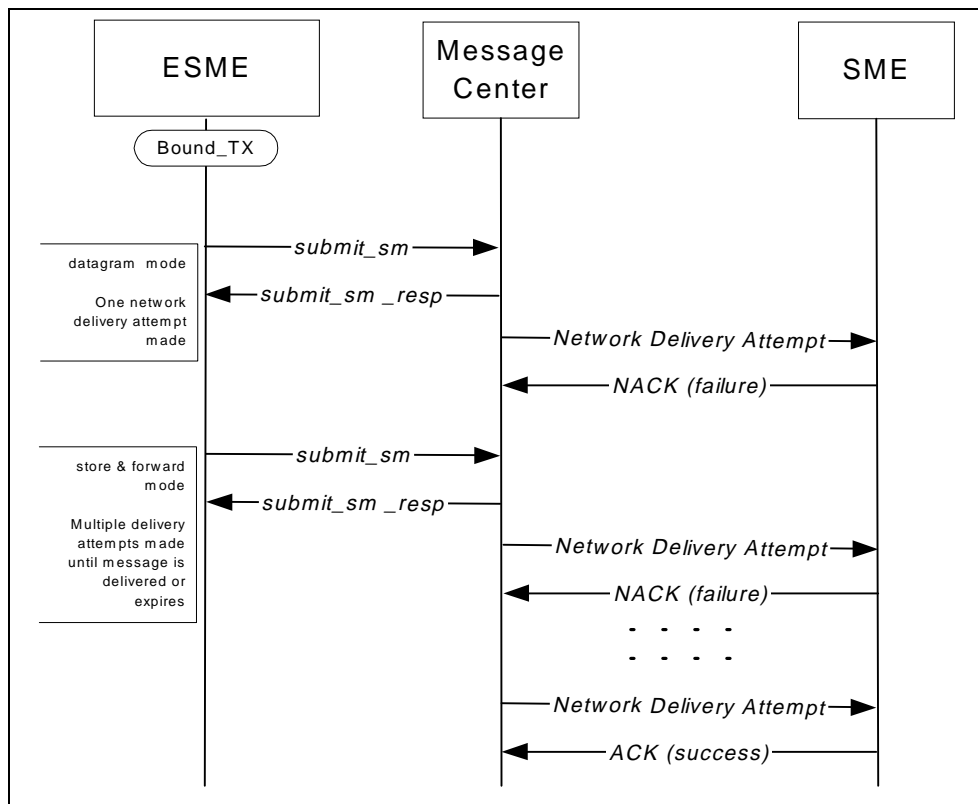 ESME
Message
Center
SME
Bound_TX
submit_sm
datagram mode
submit_sm _resp
One network
delivery attempt
made
Network Delivery Attempt
NACK (failure)
submit_sm
store & forward
mode
submit_sm _resp
Multiple delivery
attempts made
until message is
delivered or
expires
Network Delivery Attempt
NACK (failure)
- - - -
- - - -
Network Delivery Attempt
ACK (success)